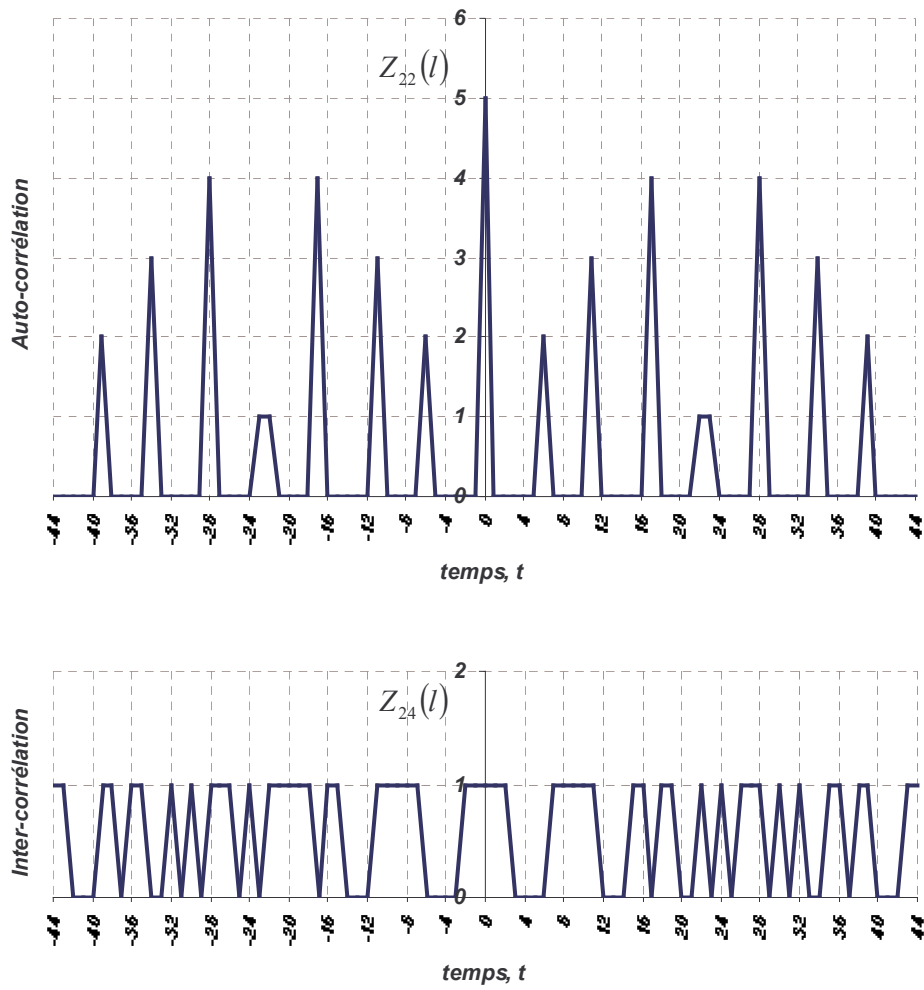 6
Z₂₂(l)
5
4
3
2
1
0
Auto-corrélation
-44 -40 -36 -32 -28 -24 -20 -16 -12 -8 -4 0 4 8 12 16 20 24 28 32 36 40 44
temps, t
2
Z₂₄(l)
1
0
Inter-corrélation
-44 -40 -36 -32 -28 -24 -20 -16 -12 -8 -4 0 4 8 12 16 20 24 28 32 36 40 44
temps, t